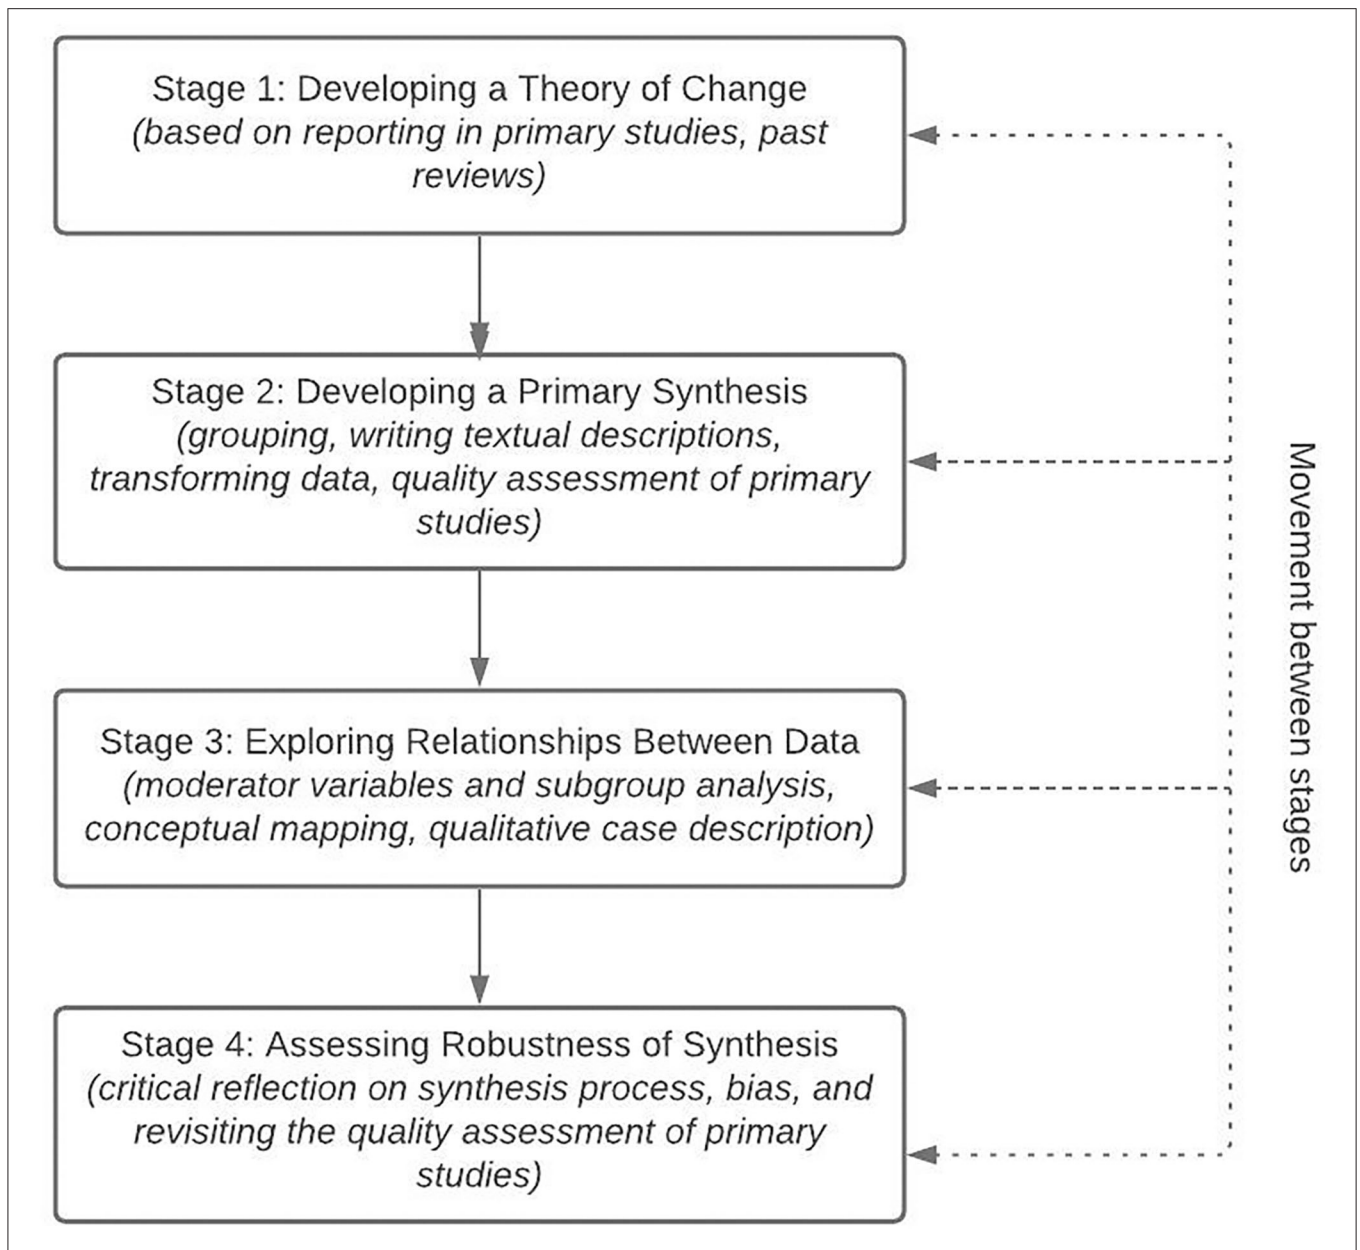 Stage 1: Developing a Theory of Change
(based on reporting in primary studies, past
reviews)
Stage 2: Developing a Primary Synthesis
(grouping, writing textual descriptions,
transforming data, quality assessment of primary
studies)
Stage 3: Exploring Relationships Between Data
(moderator variables and subgroup analysis,
conceptual mapping, qualitative case description)
Stage 4: Assessing Robustness of Synthesis
(critical reflection on synthesis process, bias, and
revisiting the quality assessment of primary
studies)
Movement between stages